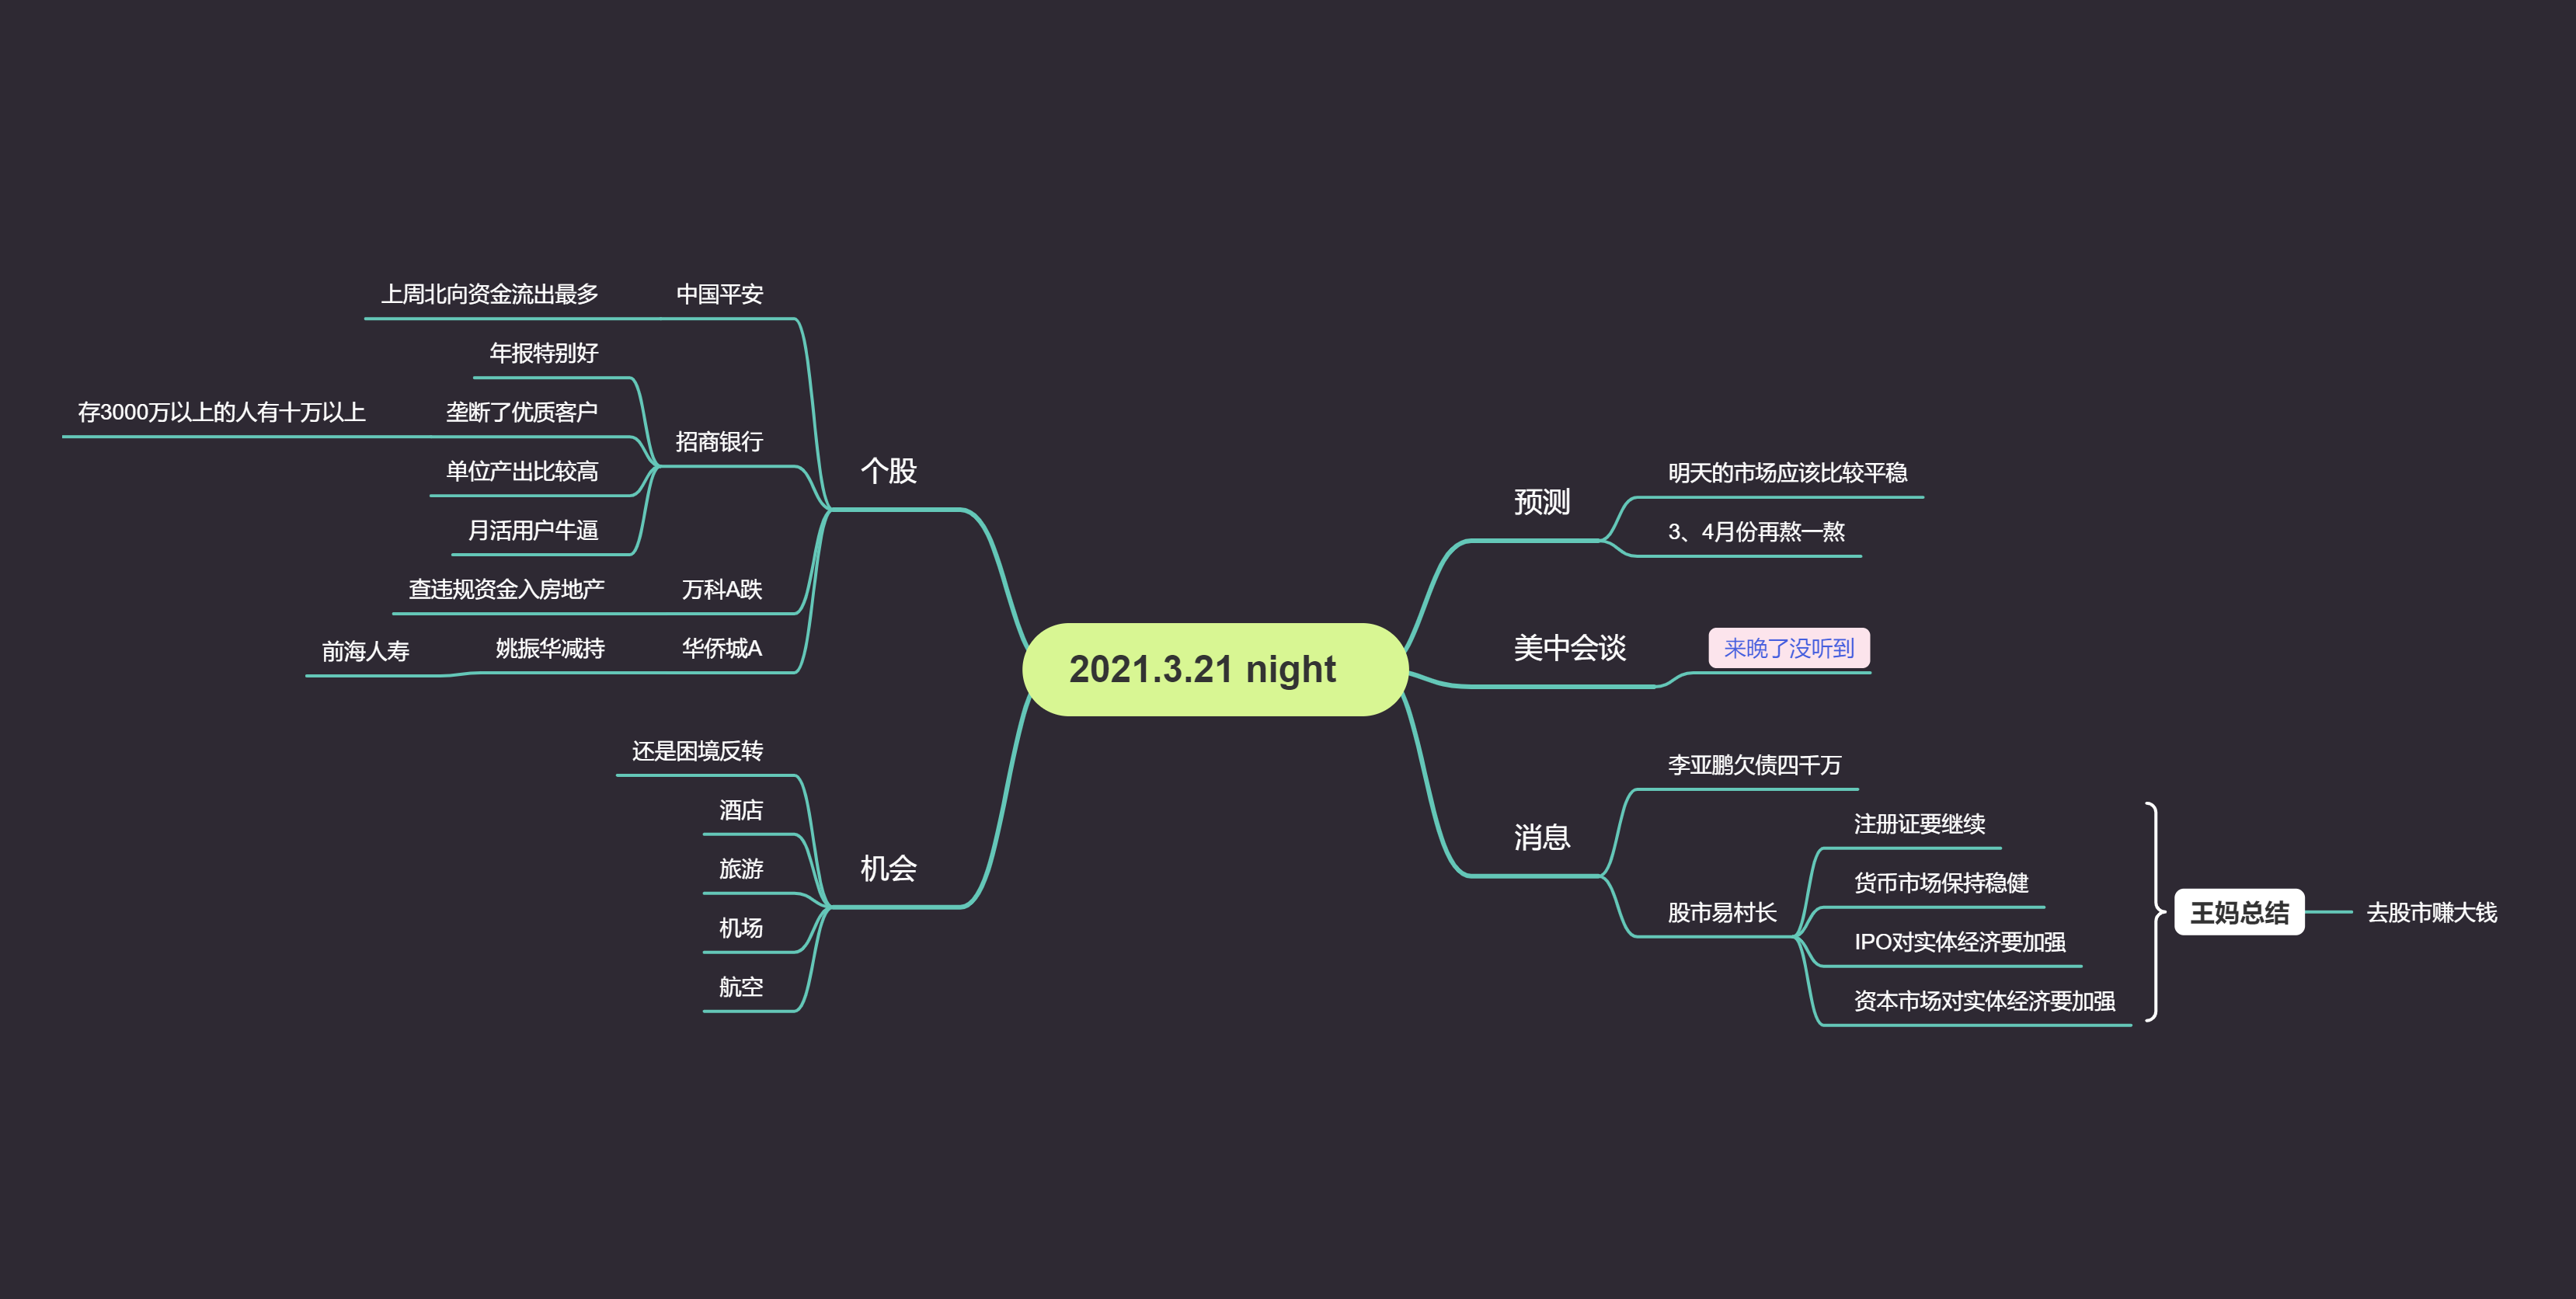 2021.3.21 night
预测
明天的市场应该比较平稳
3、4月份再熬一熬
美中会谈
来晚了没听到
消息
李亚鹏欠债四千万
股市易村长
注册证要继续
货币市场保持稳健
IPO对实体经济要加强
资本市场对实体经济要加强
王妈总结
去股市赚大钱
个股
中国平安
上周北向资金流出最多
招商银行
年报特别好
垄断了优质客户
存3000万以上的人有十万以上
单位产出比较高
月活用户牛逼
万科A跌
查违规资金入房地产
华侨城A
姚振华减持
前海人寿
机会
还是困境反转
酒店
旅游
机场
航空